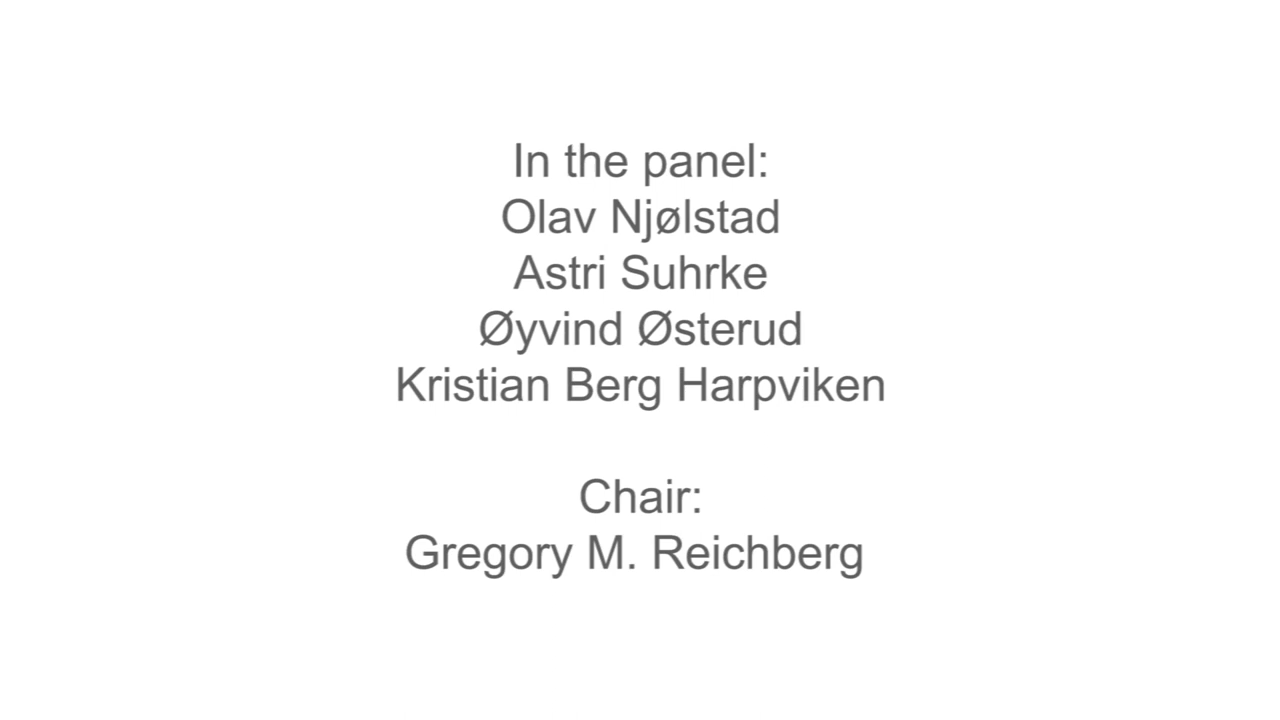 In the panel:
Olav Njølstad
Astri Suhrke
Øyvind Østerud
Kristian Berg Harpviken
Chair:
Gregory M. Reichberg